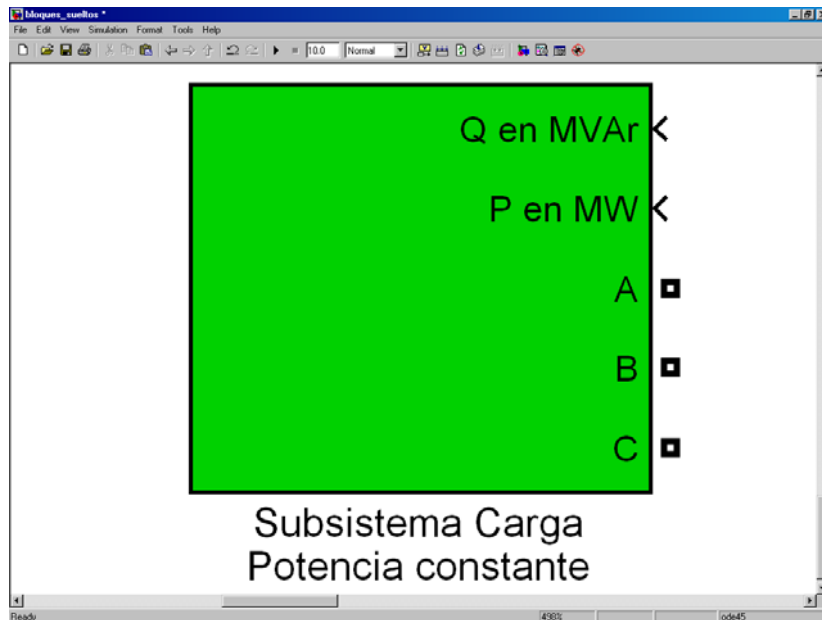 bloques_sueltos *
File Edit View Simulation Format Tools Help
10.0 Normal
Q en MVAr
P en MW
A
B
C
Subsistema Carga
Potencia constante
Ready 498% ode45